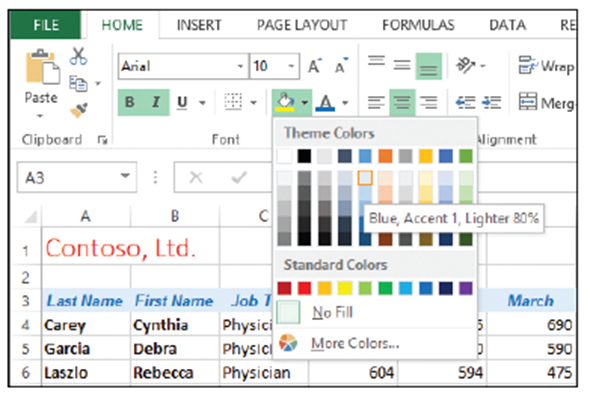 FILE HOME INSERT PAGE LAYOUT FORMULAS DATA RE
Arial 10 A A Wrap
Paste B I U A Merg
Clipboard Font Alignment
Theme Colors
A3
Blue, Accent 1, Lighter 80%
A B C
1 Contoso, Ltd.
Standard Colors
2
3 Last Name First Name Job T March
No Fill
4 Carey Cynthia Physici 690
More Colors...
5 Garcia Debra Physici 0 590
6 Laszlo Rebecca Physician 604 594 475